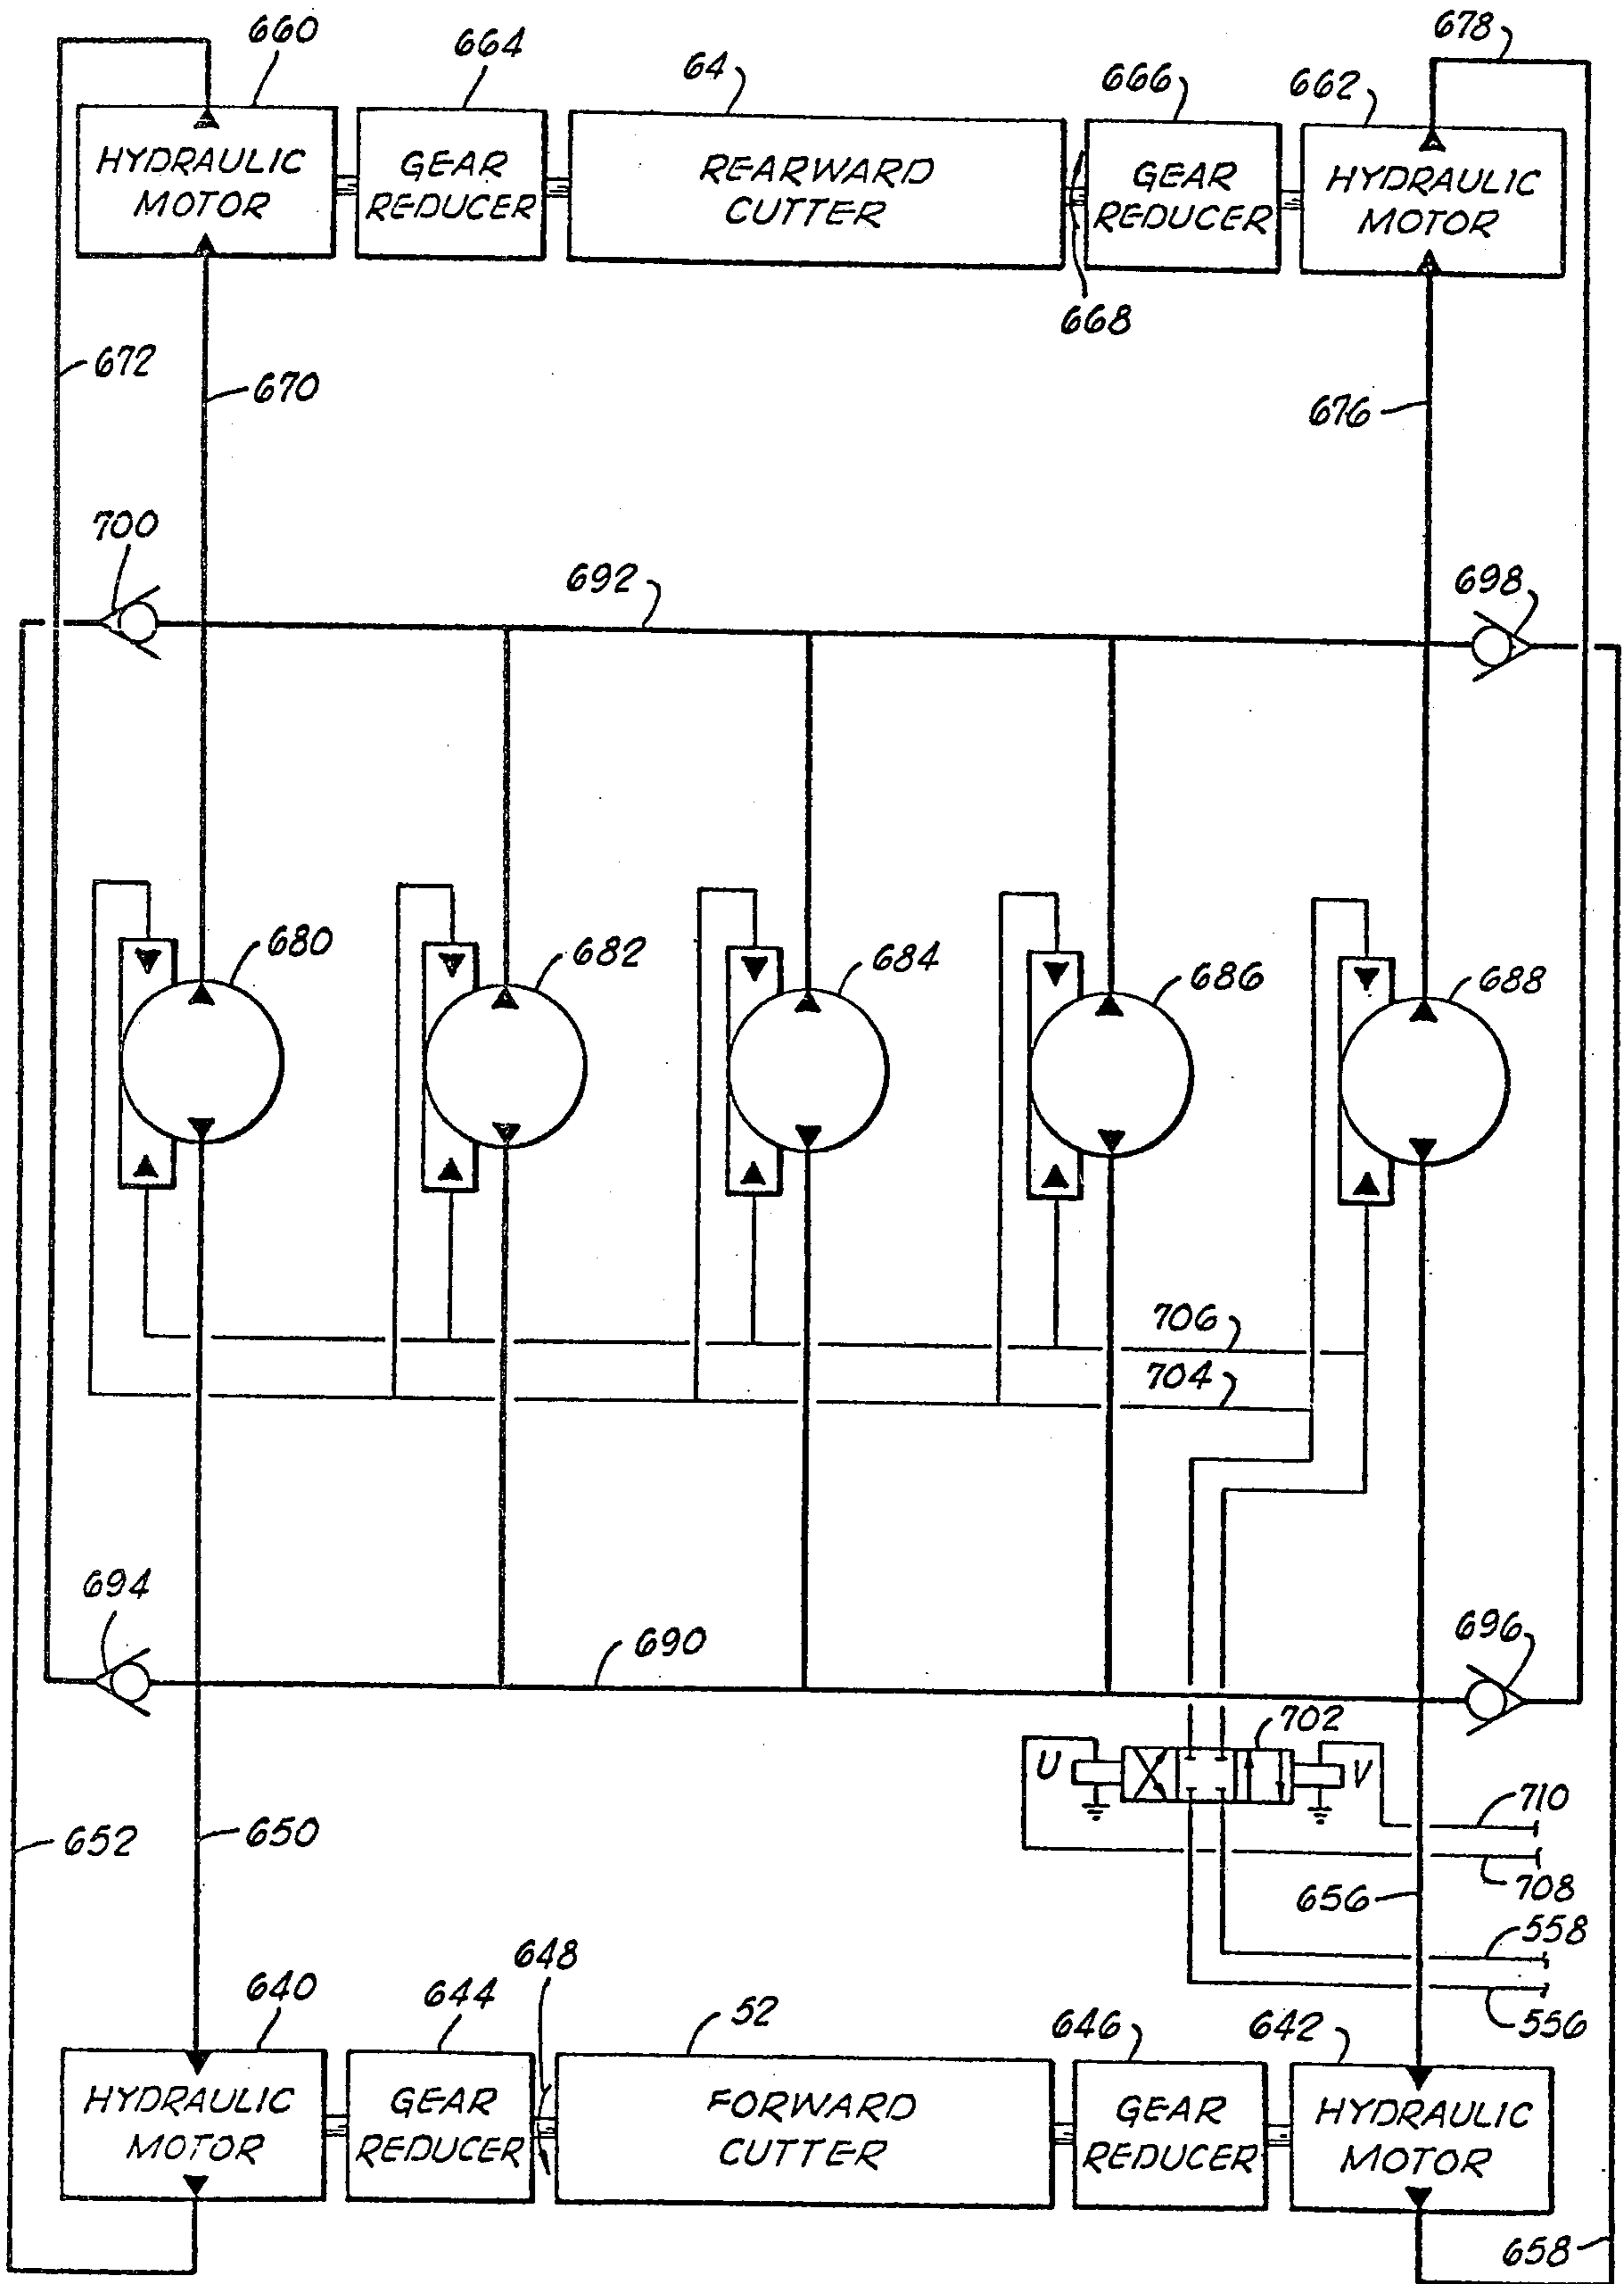 660
664
64
666
662
678
HYDRAULIC
MOTOR
GEAR
REDUCER
REARWARD
CUTTER
GEAR
REDUCER
HYDRAULIC
MOTOR
668
672
670
676
700
692
698
680
682
684
686
688
706
704
694
690
696
702
U
V
710
708
652
650
656
558
556
640
644
648
52
646
642
HYDRAULIC
MOTOR
GEAR
REDUCER
FORWARD
CUTTER
GEAR
REDUCER
HYDRAULIC
MOTOR
658